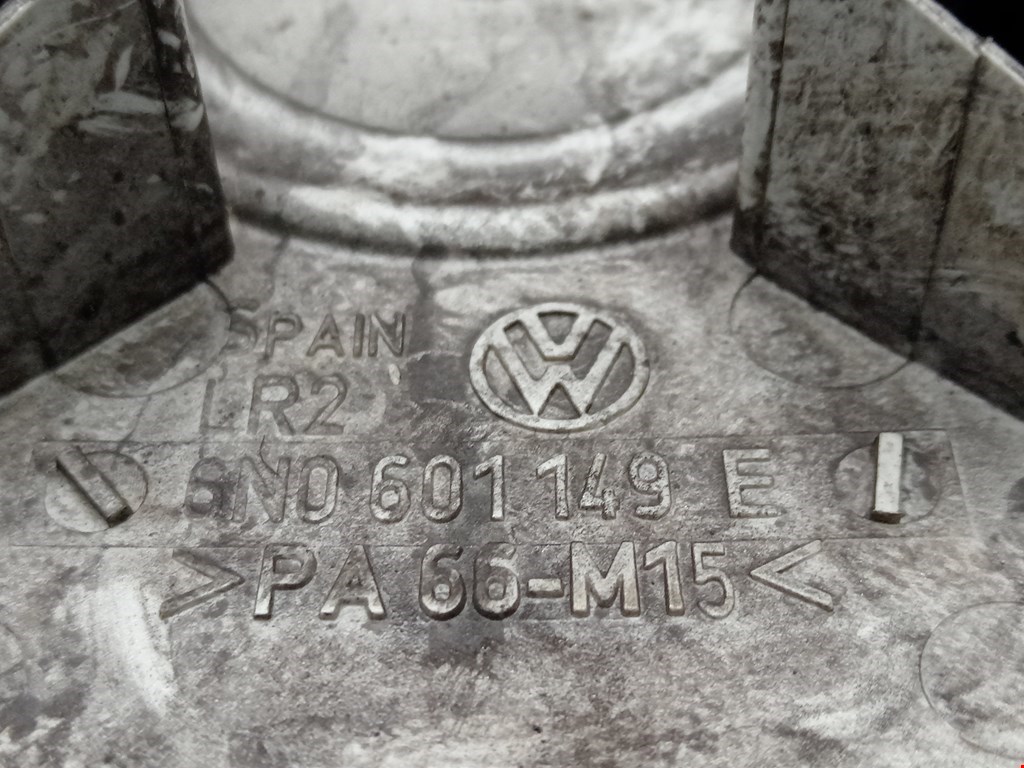 SPAIN
LR2
6N0 601 149 E
>PA 66-M15<